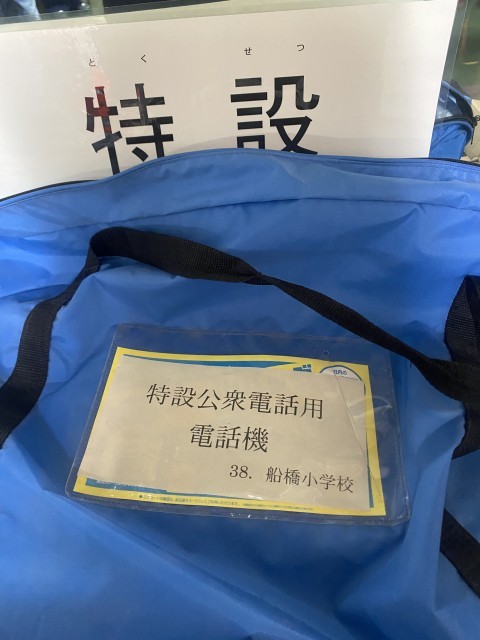 とくせつ
特設
特設公衆電話用
電話機
38. 船橋小学校